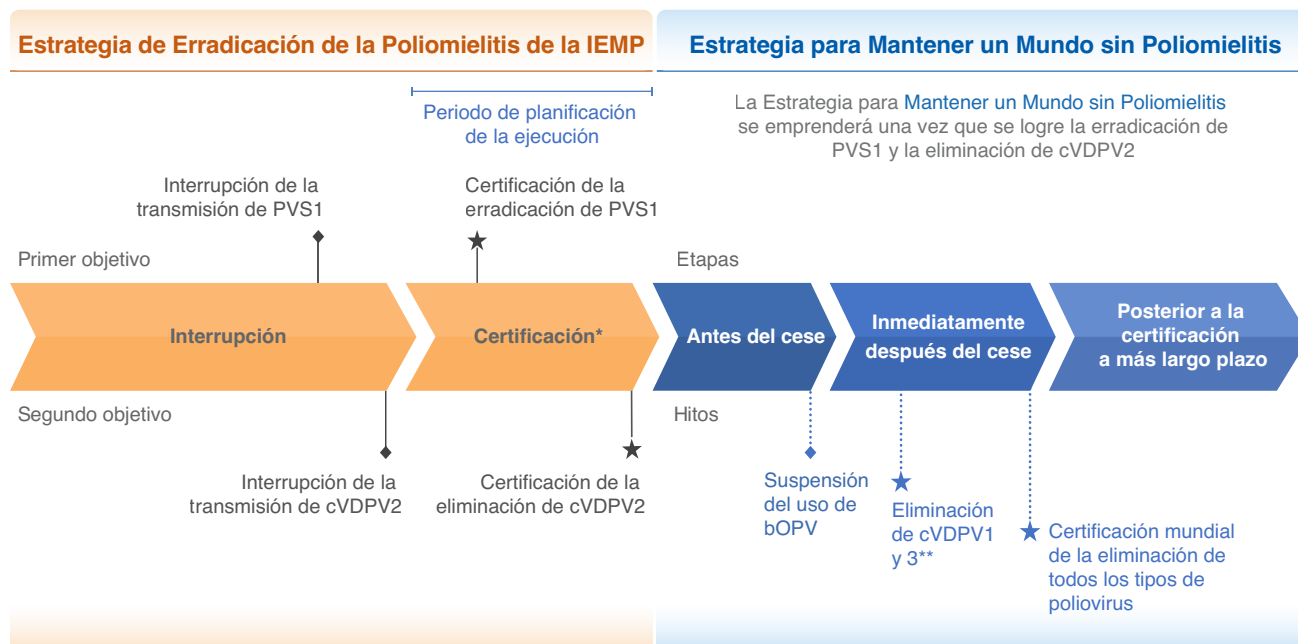 Estrategia de Erradicación de la Poliomielitis de la IEMP
Estrategia para Mantener un Mundo sin Poliomielitis
Periodo de planificación
de la ejecución
La Estrategia para Mantener un Mundo sin Poliomielitis
se emprenderá una vez que se logre la erradicación de
PVS1 y la eliminación de cVDPV2
Interrupción de la
transmisión de PVS1
Certificación de la
erradicación de PVS1
Primer objetivo
Etapas
Interrupción
Certificación*
Antes del cese
Inmediatamente
después del cese
Posterior a la
certificación
a más largo plazo
Segundo objetivo
Hitos
Interrupción de la
transmisión de cVDPV2
Certificación de la
eliminación de cVDPV2
Suspensión
del uso de
bOPV
Eliminación
de cVDPV1
y 3**
Certificación mundial
de la eliminación de
todos los tipos de
poliovirus